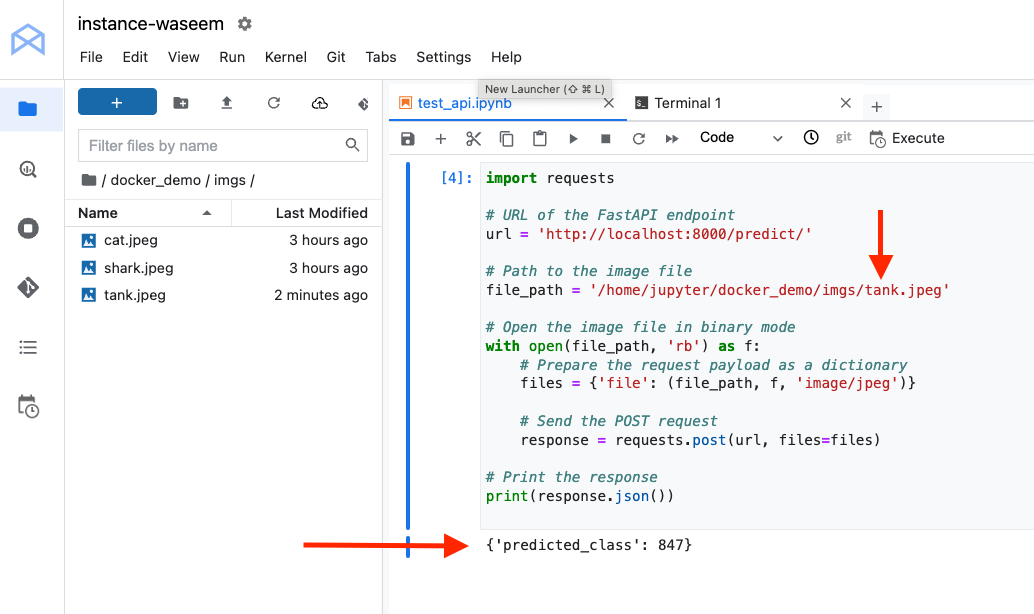 instance-waseem
File Edit View Run Kernel Git Tabs Settings Help
+
Filter files by name
/ docker_demo / imgs /
Name Last Modified
cat.jpeg 3 hours ago
shark.jpeg 3 hours ago
tank.jpeg 2 minutes ago
New Launcher (⇧ ⌘ L)
test_api.ipynb
Terminal 1
Code
git
Execute
[4]:
import requests
# URL of the FastAPI endpoint
url = 'http://localhost:8000/predict/'
# Path to the image file
file_path = '/home/jupyter/docker_demo/imgs/tank.jpeg'
# Open the image file in binary mode
with open(file_path, 'rb') as f:
# Prepare the request payload as a dictionary
files = {'file': (file_path, f, 'image/jpeg')}
# Send the POST request
response = requests.post(url, files=files)
# Print the response
print(response.json())
{'predicted_class': 847}